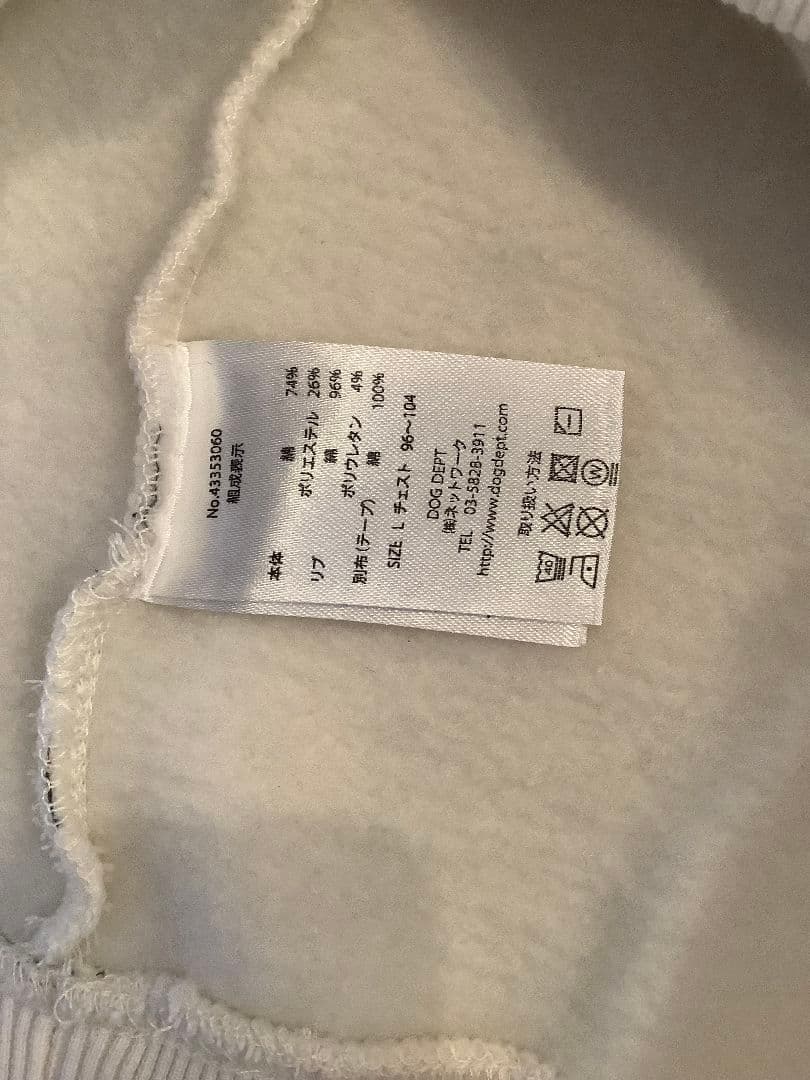 No.43353060
組成表示
本体 綿 74%
ポリエステル 26%
リブ 綿 96%
ポリウレタン 4%
別布(テープ) 綿 100%
SIZE L チェスト 96～104
DOG DEPT
㈱ネットワーク
TEL 03-5828-3911
http://www.dogdept.com
取り扱い方法
40
W